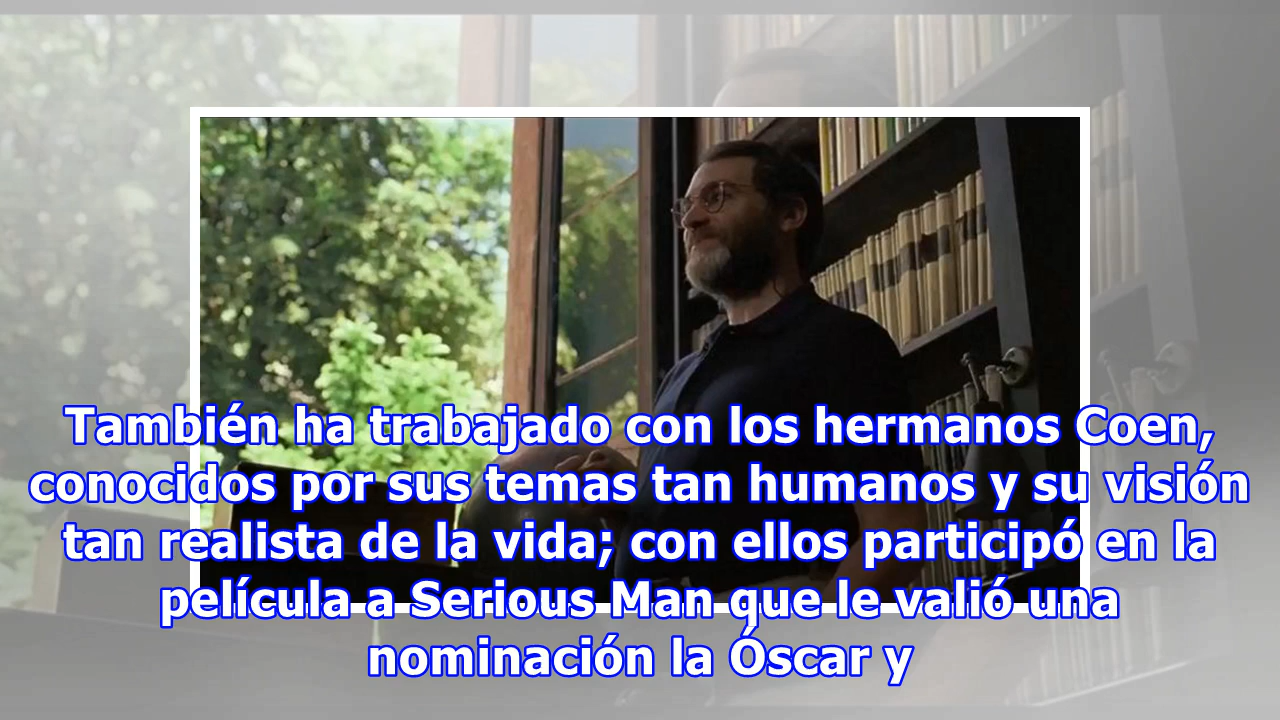 También ha trabajado con los hermanos Coen,
conocidos por sus temas tan humanos y su visión
tan realista de la vida; con ellos participó en la
película a Serious Man que le valió una
nominación la Óscar y